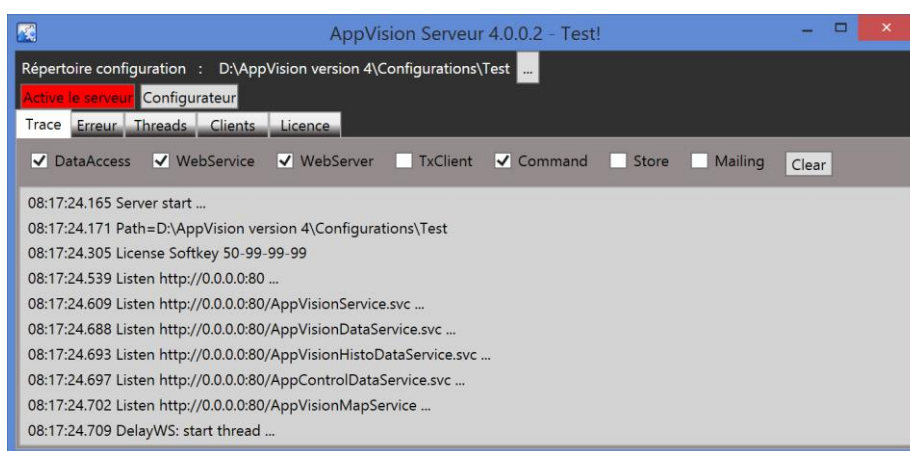 AppVision Serveur 4.0.0.2 - Test!
Répertoire configuration : D:\AppVision version 4\Configurations\Test ...
Active le serveur Configurateur
Trace Erreur Threads Clients Licence
DataAccess WebService WebServer TxClient Command Store Mailing Clear
08:17:24.165 Server start ...
08:17:24.171 Path=D:\AppVision version 4\Configurations\Test
08:17:24.305 License Softkey 50-99-99-99
08:17:24.539 Listen http://0.0.0.0:80 ...
08:17:24.609 Listen http://0.0.0.0:80/AppVisionService.svc ...
08:17:24.688 Listen http://0.0.0.0:80/AppVisionDataService.svc ...
08:17:24.693 Listen http://0.0.0.0:80/AppVisionHistoDataService.svc ...
08:17:24.697 Listen http://0.0.0.0:80/AppControlDataService.svc ...
08:17:24.702 Listen http://0.0.0.0:80/AppVisionMapService ...
08:17:24.709 DelayWS: start thread ...